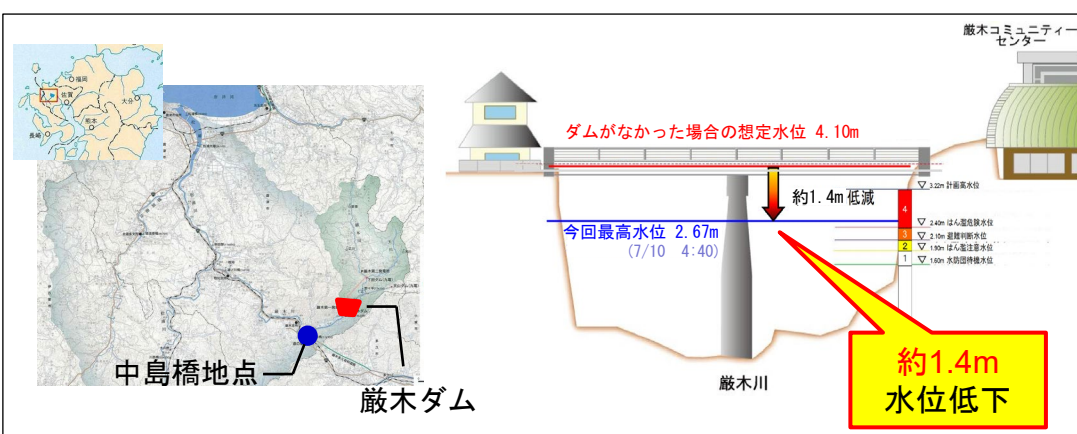 福岡
佐賀
大分
長崎
熊本
中島橋地点
厳木ダム
厳木コミュニティー
センター
ダムがなかった場合の想定水位 4.10m
約1.4m低減
今回最高水位 2.67m
(7/10 4:40)
3.22m 計画高水位
4
2.40m はん濫危険水位
3
2.10m 避難判断水位
2
1.90m はん濫注意水位
1
1.60m 水防団待機水位
厳木川
約1.4m
水位低下